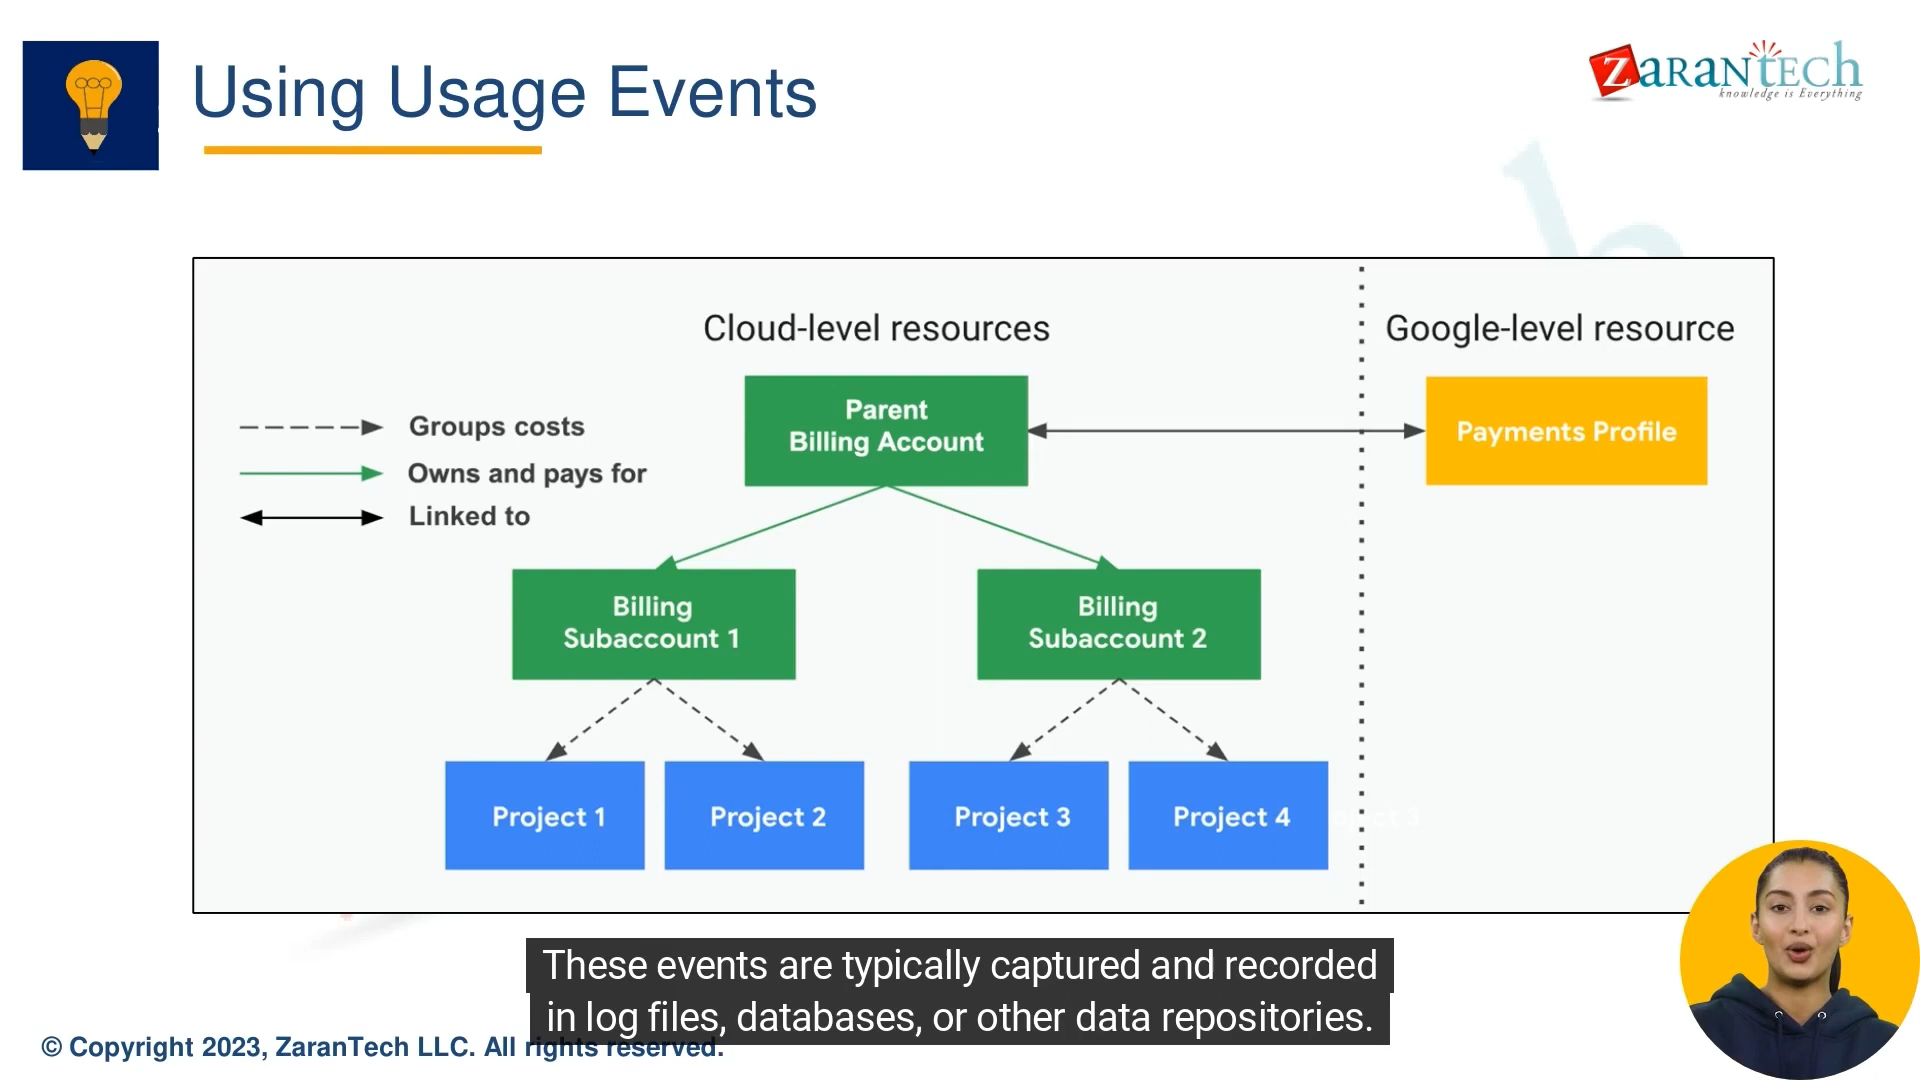 Using Usage Events
ZARANTECH
knowledge is Everything
Cloud-level resources
Google-level resource
Groups costs
Owns and pays for
Linked to
Parent
Billing Account
Payments Profile
Billing
Subaccount 1
Billing
Subaccount 2
Project 1
Project 2
Project 3
Project 4
These events are typically captured and recorded
in log files, databases, or other data repositories.
© Copyright 2023, ZaranTech LLC. All rights reserved.